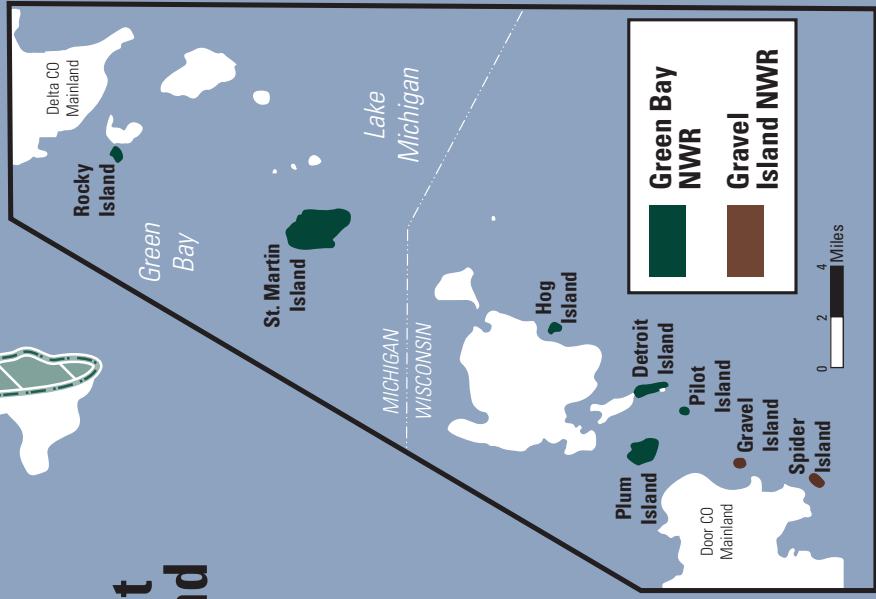 t
nd
Delta CO
Mainland
Rocky
Island
Green
Bay
Lake
Michigan
St. Martin
Island
MICHIGAN
WISCONSIN
Hog
Island
Detroit
Island
Pilot
Island
Plum
Island
Gravel
Island
Spider
Island
Door CO
Mainland
Green Bay
NWR
Gravel
Island NWR
0 2 4 Miles